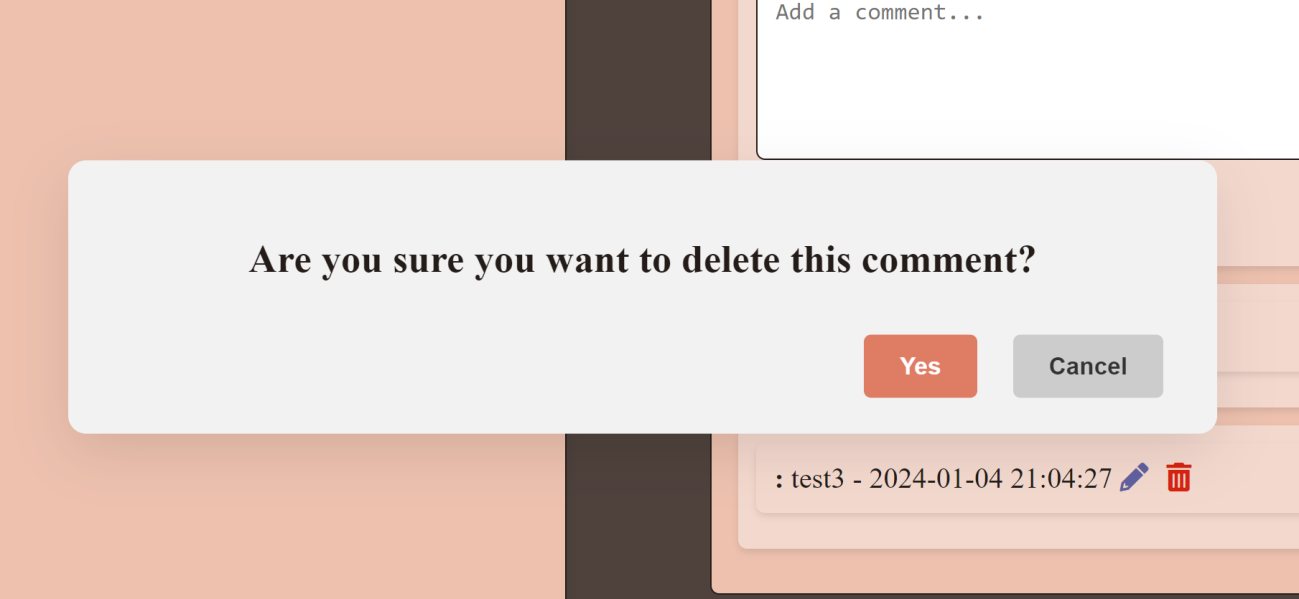 Add a comment...
Are you sure you want to delete this comment?
Yes
Cancel
: test3 - 2024-01-04 21:04:27